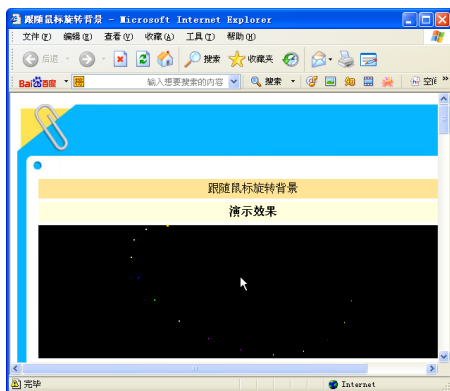 跟随鼠标旋转背景 - Microsoft Internet Explorer
文件(F) 编辑(E) 查看(V) 收藏(A) 工具(T) 帮助(H)
后退 搜索 收藏夹
Bai百度 输入想要搜索的内容 搜索 空间 »
跟随鼠标旋转背景
演示效果
完毕 Internet